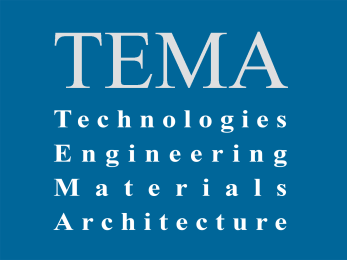 TEMA
Technologies
Engineering
Materials
Architecture